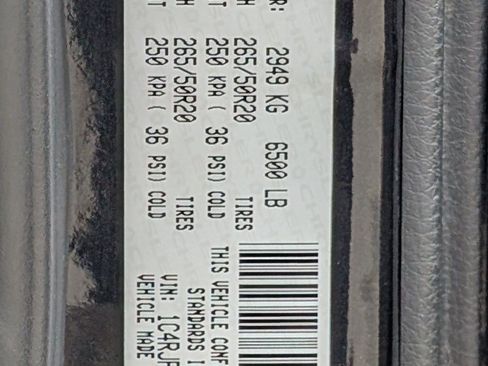 R: 2949 KG 6500 LB
H 265/50R20 TIRES
T 250 KPA ( 36 PSI) COLD
H 265/50R20 TIRES
T 250 KPA ( 36 PSI) COLD
THIS VEHICLE CONF
STANDARDS I
VIN: 1C4RJF
VEHICLE MADE